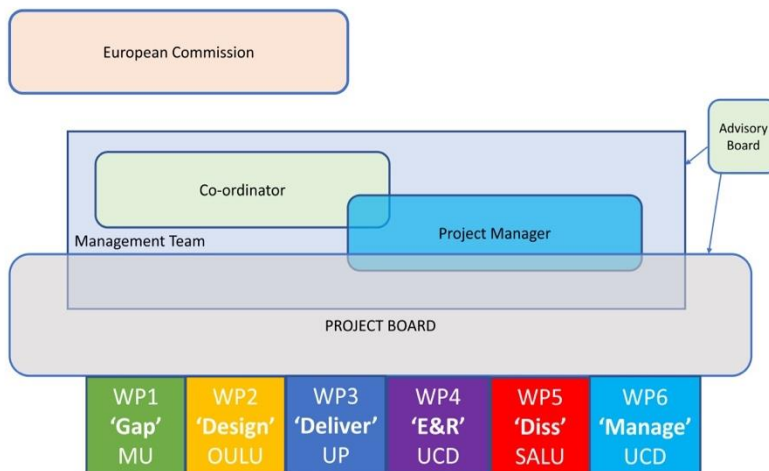 European Commission
Advisory
Board
Co-ordinator
Project Manager
Management Team
PROJECT BOARD
WP1
‘Gap’
MU
WP2
‘Design’
OULU
WP3
‘Deliver’
UP
WP4
‘E&R’
UCD
WP5
‘Diss’
SALU
WP6
‘Manage’
UCD